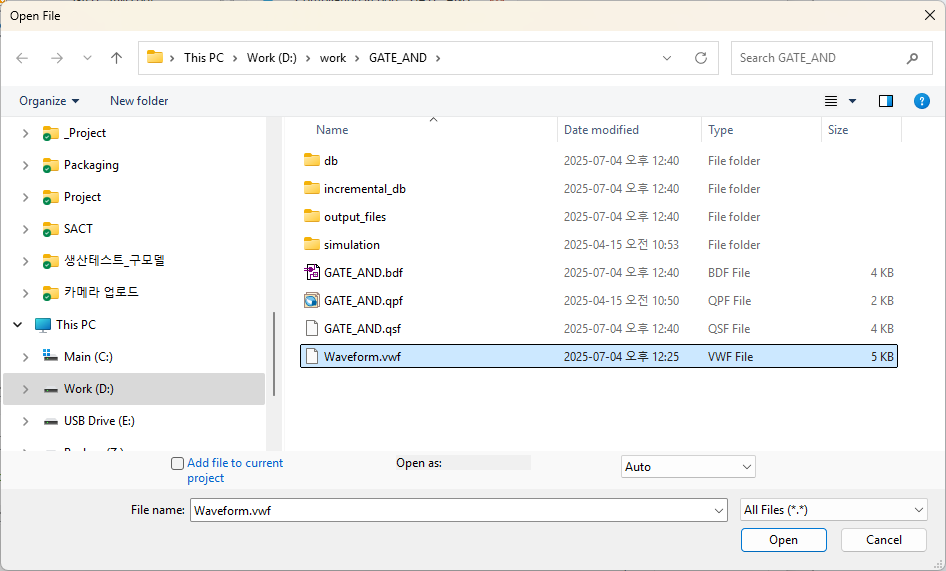 Open File
This PC > Work (D:) > work > GATE_AND >
Search GATE_AND
Organize
New folder
_Project
Packaging
Project
SACT
생산테스트_구모델
카메라 업로드
This PC
Main (C:)
Work (D:)
USB Drive (E:)
Name Date modified Type Size
db 2025-07-04 오후 12:40 File folder
incremental_db 2025-07-04 오후 12:40 File folder
output_files 2025-07-04 오후 12:40 File folder
simulation 2025-04-15 오전 10:53 File folder
GATE_AND.bdf 2025-07-04 오후 12:40 BDF File 4 KB
GATE_AND.qpf 2025-04-15 오전 10:50 QPF File 2 KB
GATE_AND.qsf 2025-07-04 오후 12:40 QSF File 4 KB
Waveform.vwf 2025-07-04 오후 12:25 VWF File 5 KB
Add file to current
project
Open as:
Auto
File name: Waveform.vwf
All Files (*.*)
Open
Cancel